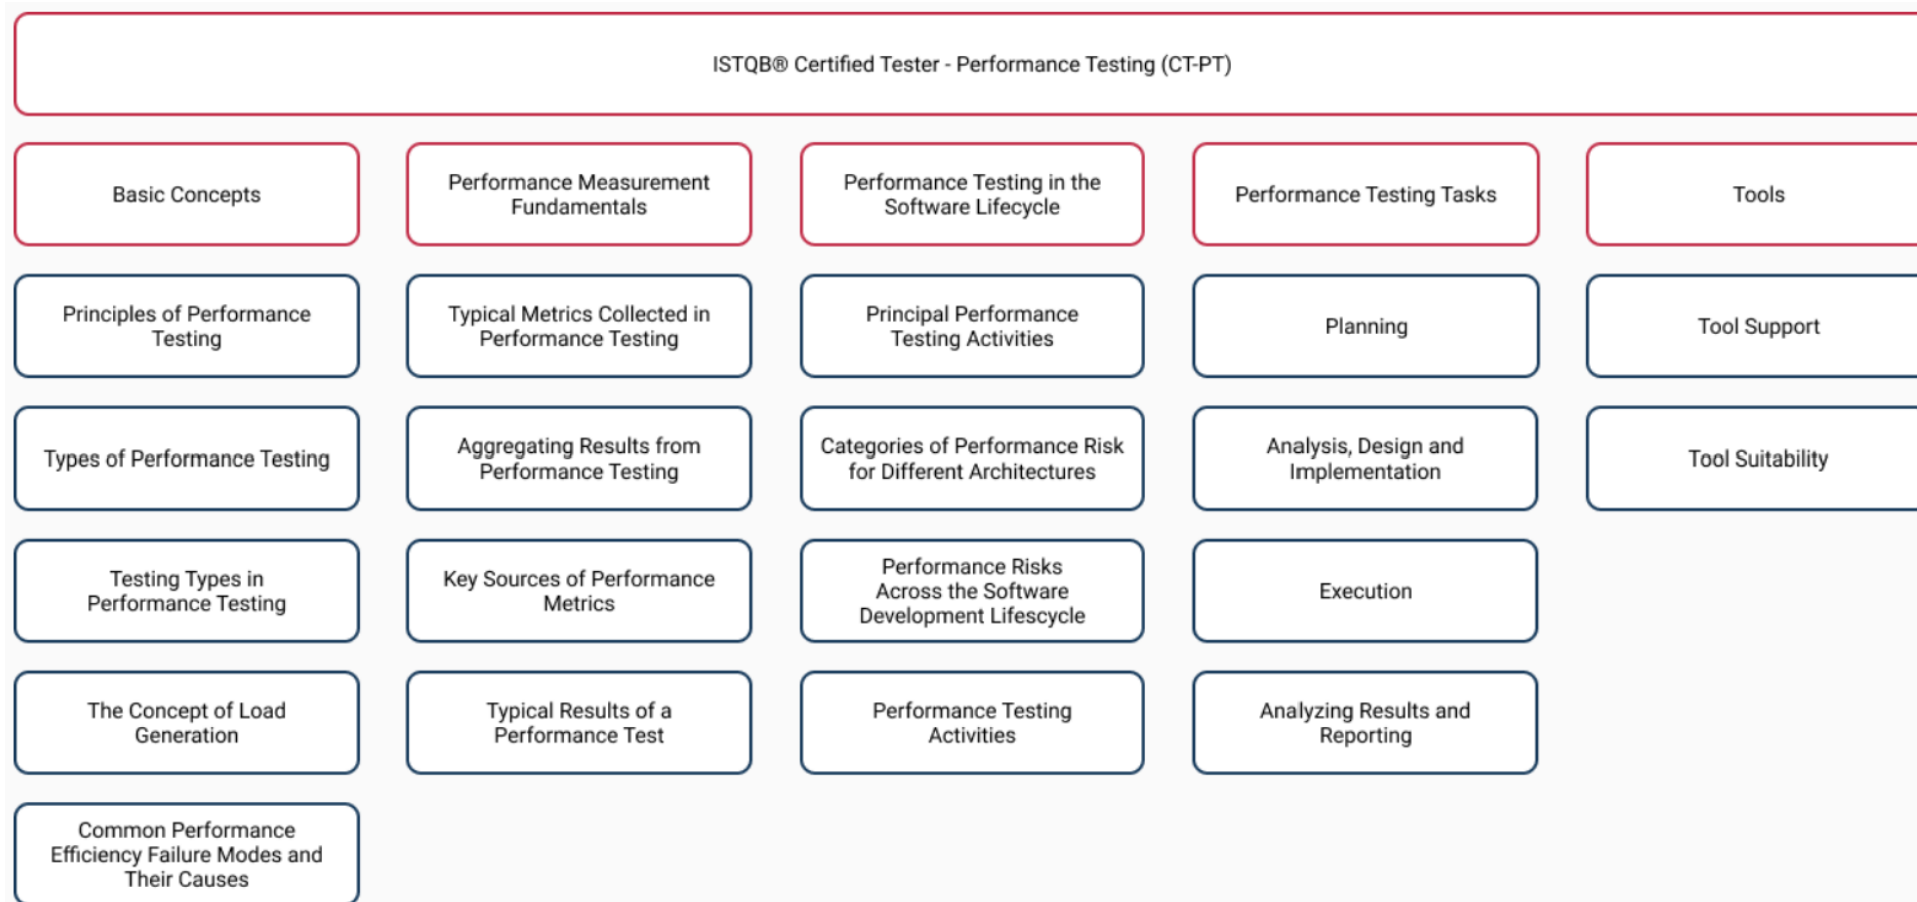 ISTQB® Certified Tester - Performance Testing (CT-PT)
Basic Concepts
Performance Measurement
Fundamentals
Performance Testing in the
Software Lifecycle
Performance Testing Tasks
Tools
Principles of Performance
Testing
Typical Metrics Collected in
Performance Testing
Principal Performance
Testing Activities
Planning
Tool Support
Types of Performance Testing
Aggregating Results from
Performance Testing
Categories of Performance Risk
for Different Architectures
Analysis, Design and
Implementation
Tool Suitability
Testing Types in
Performance Testing
Key Sources of Performance
Metrics
Performance Risks
Across the Software
Development Lifescycle
Execution
The Concept of Load
Generation
Typical Results of a
Performance Test
Performance Testing
Activities
Analyzing Results and
Reporting
Common Performance
Efficiency Failure Modes and
Their Causes